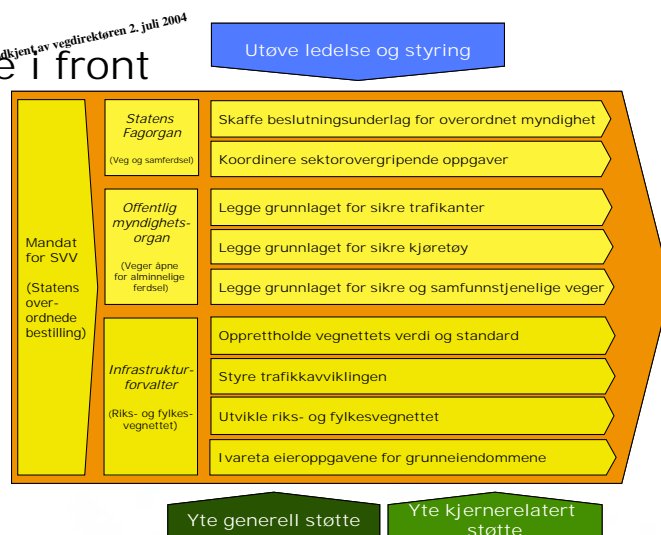 av vegdirektøren 2. juli 2004
i front
Utøve ledelse og styring
Mandat
for SVV
(Statens
over-
ordnede
bestilling)
Statens
Fagorgan
(Veg og samferdsel)
Skaffe beslutningsunderlag for overordnet myndighet
Koordinere sektorovergripende oppgaver
Offentlig
myndighets-
organ
(Veger åpne
for alminnelige
ferdsel)
Legge grunnlaget for sikre trafikanter
Legge grunnlaget for sikre kjøretøy
Legge grunnlaget for sikre og samfunnstjenelige veger
Infrastruktur-
forvalter
(Riks- og fylkes-
vegnettet)
Opprettholde vegnettets verdi og standard
Styre trafikkavviklingen
Utvikle riks- og fylkesvegnettet
Ivareta eieroppgavene for grunneiendommene
Yte generell støtte
Yte kjernerelatert
støtte